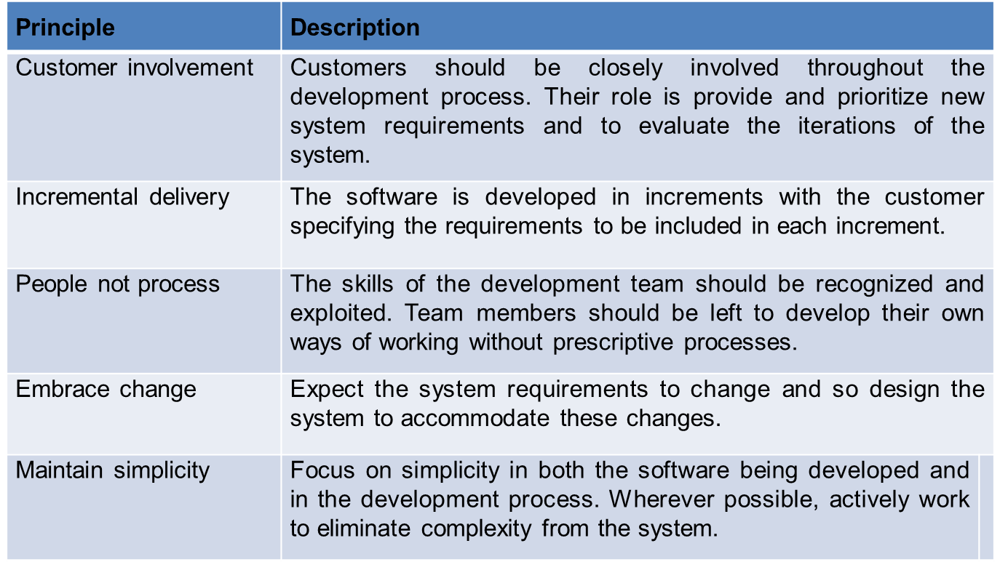 Principle Description
Customer involvement Customers should be closely involved throughout the
development process. Their role is provide and prioritize new
system requirements and to evaluate the iterations of the
system.
Incremental delivery The software is developed in increments with the customer
specifying the requirements to be included in each increment.
People not process The skills of the development team should be recognized and
exploited. Team members should be left to develop their own
ways of working without prescriptive processes.
Embrace change Expect the system requirements to change and so design the
system to accommodate these changes.
Maintain simplicity Focus on simplicity in both the software being developed and
in the development process. Wherever possible, actively work
to eliminate complexity from the system.